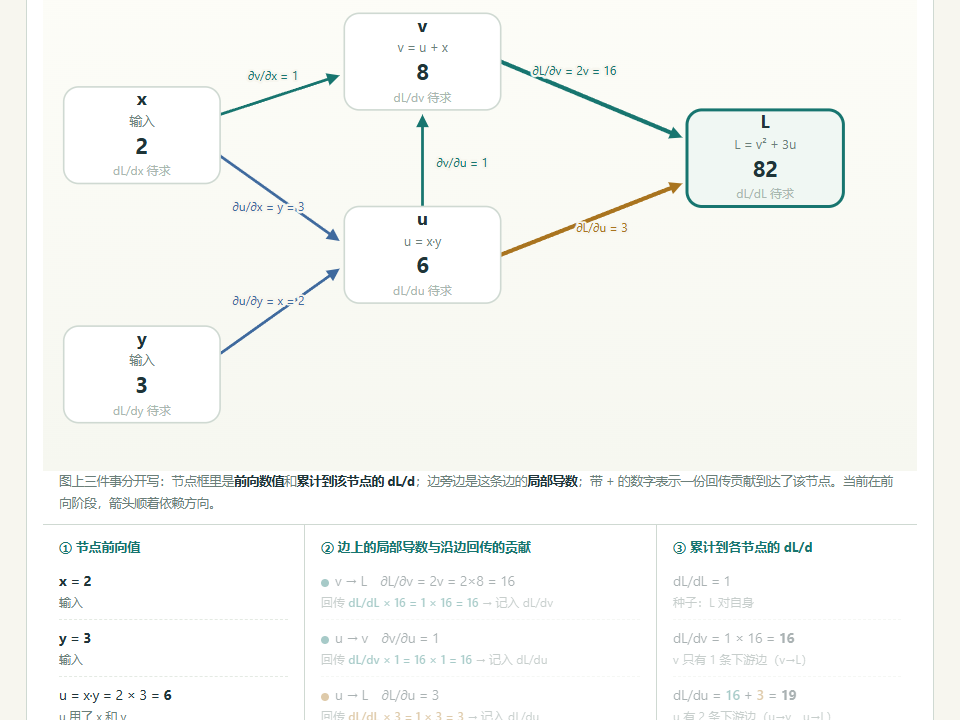 v
v = u + x
8
dL/dv 待求
∂v/∂x = 1
∂L/∂v = 2v = 16
x
输入
2
dL/dx 待求
L
L = v² + 3u
82
dL/dL 待求
∂v/∂u = 1
∂u/∂x = y = 3
u
u = x·y
6
dL/du 待求
∂L/∂u = 3
∂u/∂y = x = 2
y
输入
3
dL/dy 待求
图上三件事分开写：节点框里是前向数值和累计到该节点的 dL/d；边旁边是这条边的局部导数；带 + 的数字表示一份回传贡献到达了该节点。当前在前
向阶段，箭头顺着依赖方向。
① 节点前向值
x = 2
输入
y = 3
输入
u = x·y = 2 × 3 = 6
u 用了 x 和 y
② 边上的局部导数与沿边回传的贡献
v → L ∂L/∂v = 2v = 2×8 = 16
回传 dL/dL × 16 = 1 × 16 = 16 → 记入 dL/dv
u → v ∂v/∂u = 1
回传 dL/dv × 1 = 16 × 1 = 16 → 记入 dL/du
u → L ∂L/∂u = 3
回传 dL/dL × 3 = 1 × 3 = 3 → 记入 dL/du
③ 累计到各节点的 dL/d
dL/dL = 1
种子：L 对自身
dL/dv = 1 × 16 = 16
v 只有 1 条下游边（v→L）
dL/du = 16 + 3 = 19
u 有 2 条下游边（u→v、u→L）